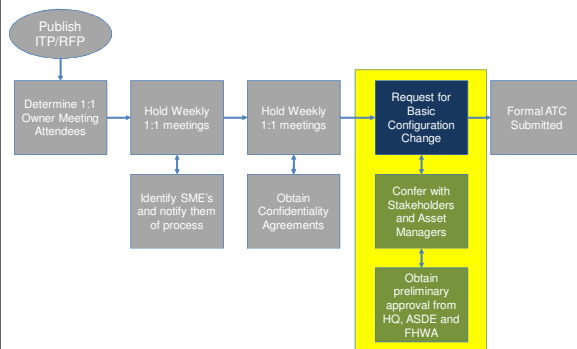 Publish
ITP/RFP
Determine 1:1
Owner Meeting
Attendees
Hold Weekly
1:1 meetings
Hold Weekly
1:1 meetings
Request for
Basic
Configuration
Change
Formal ATC
Submitted
Identify SME's
and notify them
of process
Obtain
Confidentiality
Agreements
Confer with
Stakeholders
and Asset
Managers
Obtain
preliminary
approval from
HQ, ASDE and
FHWA